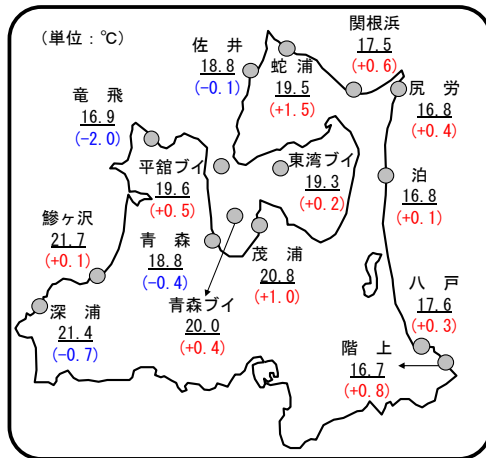 (単位：℃)
関根浜
17.5
(+0.6)
佐 井
18.8
(-0.1)
蛇 浦
19.5
(+1.5)
尻 労
16.8
(+0.4)
竜 飛
16.9
(-2.0)
平舘ブイ
19.6
(+0.5)
東湾ブイ
19.3
(+0.2)
泊
16.8
(+0.1)
鰺ヶ沢
21.7
(+0.1)
青 森
18.8
(-0.4)
茂 浦
20.8
(+1.0)
八 戸
17.6
(+0.3)
深 浦
21.4
(-0.7)
青森ブイ
20.0
(+0.4)
階 上
16.7
(+0.8)